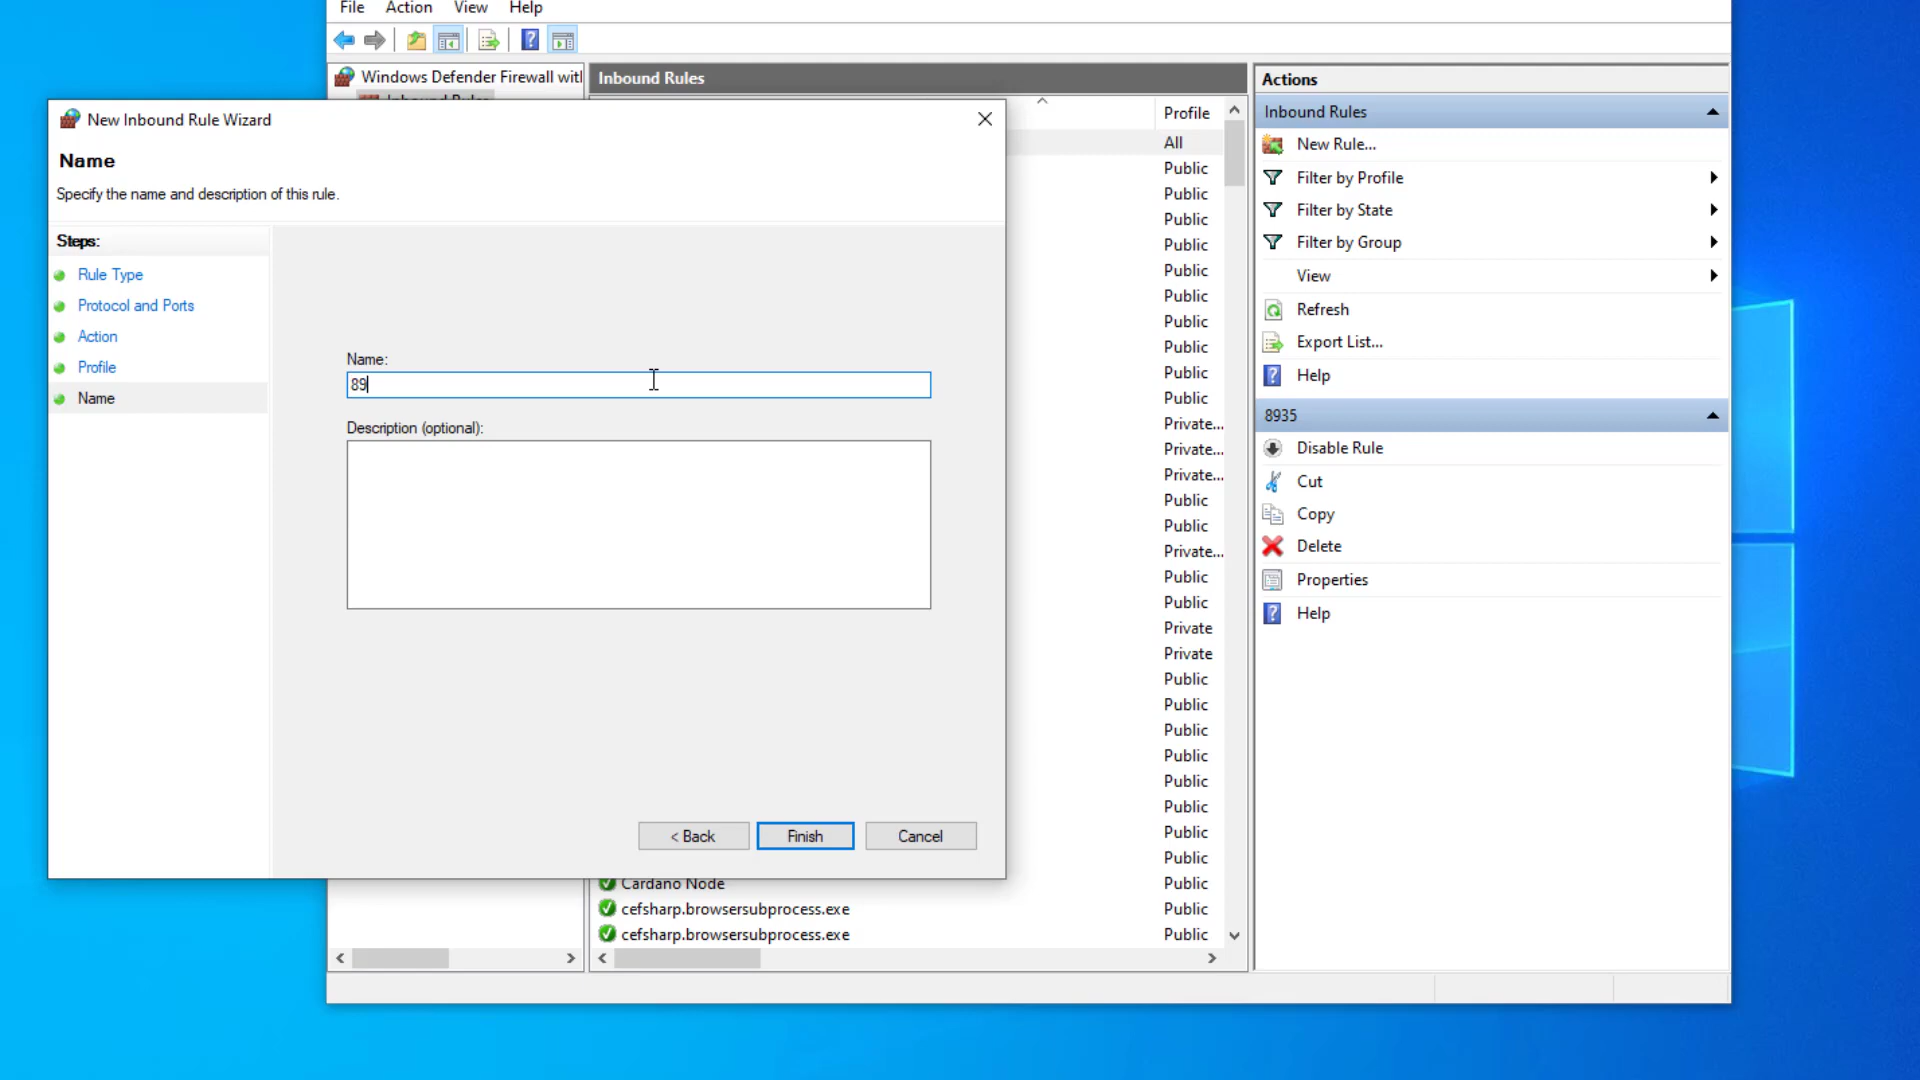 File Action View Help
Windows Defender Firewall witl
Inbound Rules
Inbound Rules
Profile
All
Public
Public
Public
Public
Public
Public
Public
Public
Public
Public
Private...
Private...
Private...
Public
Public
Private...
Public
Public
Private
Private
Public
Public
Public
Public
Public
Public
Public
Public
Cardano Node Public
cefsharp.browsersubprocess.exe Public
cefsharp.browsersubprocess.exe Public
New Inbound Rule Wizard
Name
Specify the name and description of this rule.
Steps:
Rule Type
Protocol and Ports
Action
Profile
Name
Name:
89
Description (optional):
< Back Finish Cancel
Actions
Inbound Rules
New Rule...
Filter by Profile
Filter by State
Filter by Group
View
Refresh
Export List...
Help
8935
Disable Rule
Cut
Copy
Delete
Properties
Help